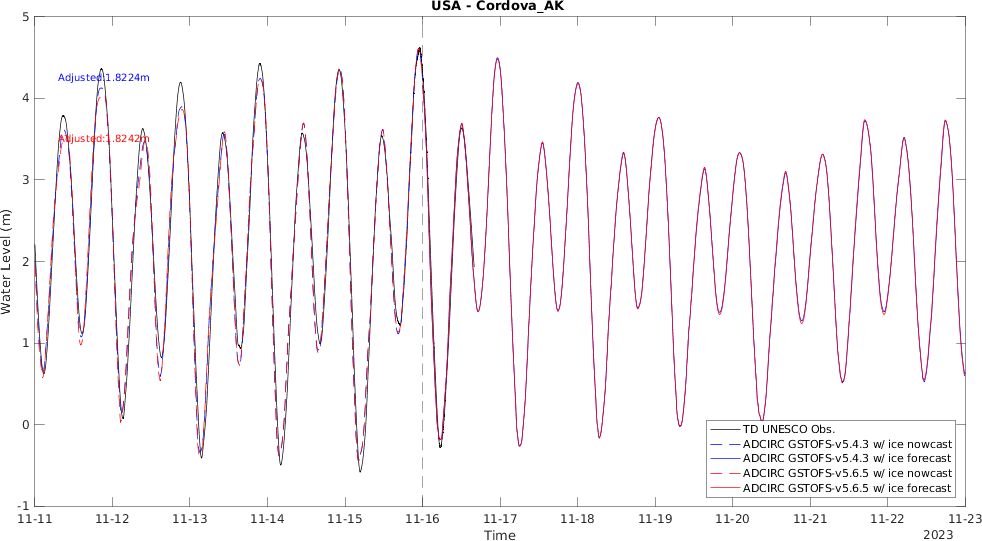 USA - Cordova_AK
Water Level (m)
5
4
3
2
1
0
-1
Adjusted:1.8224m
Adjusted:1.8242m
TD UNESCO Obs.
ADCIRC GSTOFS-v5.4.3 w/ ice nowcast
ADCIRC GSTOFS-v5.4.3 w/ ice forecast
ADCIRC GSTOFS-v5.6.5 w/ ice nowcast
ADCIRC GSTOFS-v5.6.5 w/ ice forecast
11-11 11-12 11-13 11-14 11-15 11-16 11-17 11-18 11-19 11-20 11-21 11-22 11-23
Time
2023